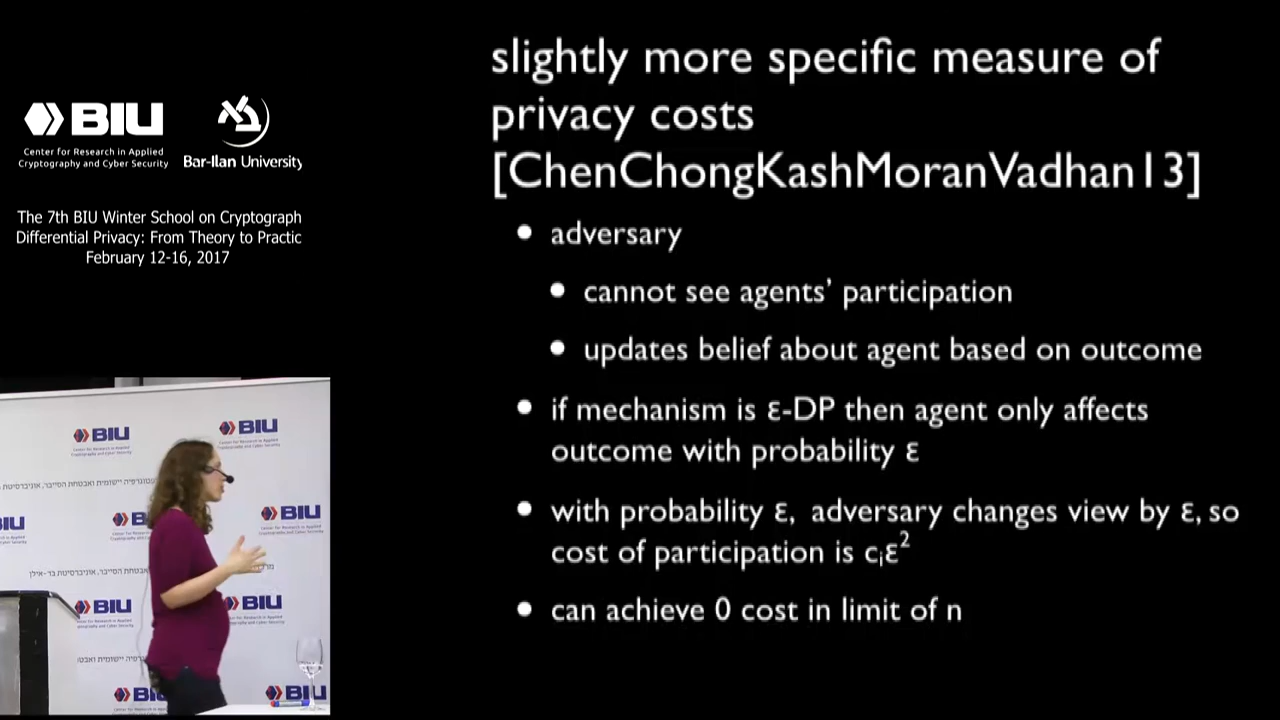 slightly more specific measure of
privacy costs
[ChenChongKashMoranVadhan13]
• adversary
• cannot see agents' participation
• updates belief about agent based on outcome
• if mechanism is ε-DP then agent only affects
outcome with probability ε
• with probability ε, adversary changes view by ε, so
cost of participation is cᵢε²
• can achieve 0 cost in limit of n
BIU
Center for Research in Applied
Cryptography and Cyber Security
Bar-Ilan University
The 7th BIU Winter School on Cryptograph
Differential Privacy: From Theory to Practic
February 12-16, 2017
BIU
BIU
BIU
BIU
BIU
BIU
BIU
BIU